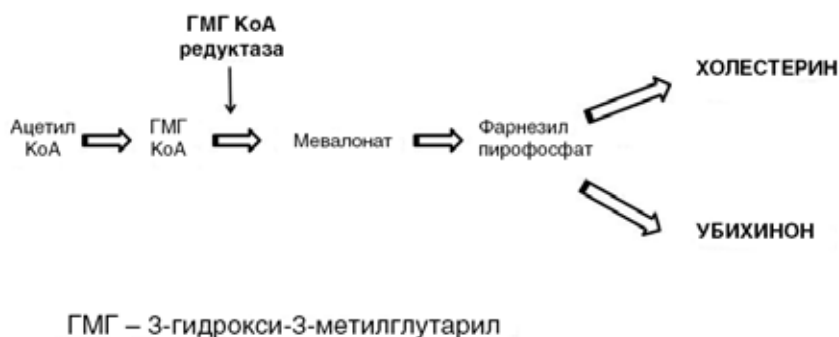 ГМГ КоА
редуктаза
ХОЛЕСТЕРИН
Ацетил
КоА
ГМГ
КоА
Мевалонат
Фарнезил
пирофосфат
УБИХИНОН
ГМГ – 3-гидрокси-3-метилглутарил